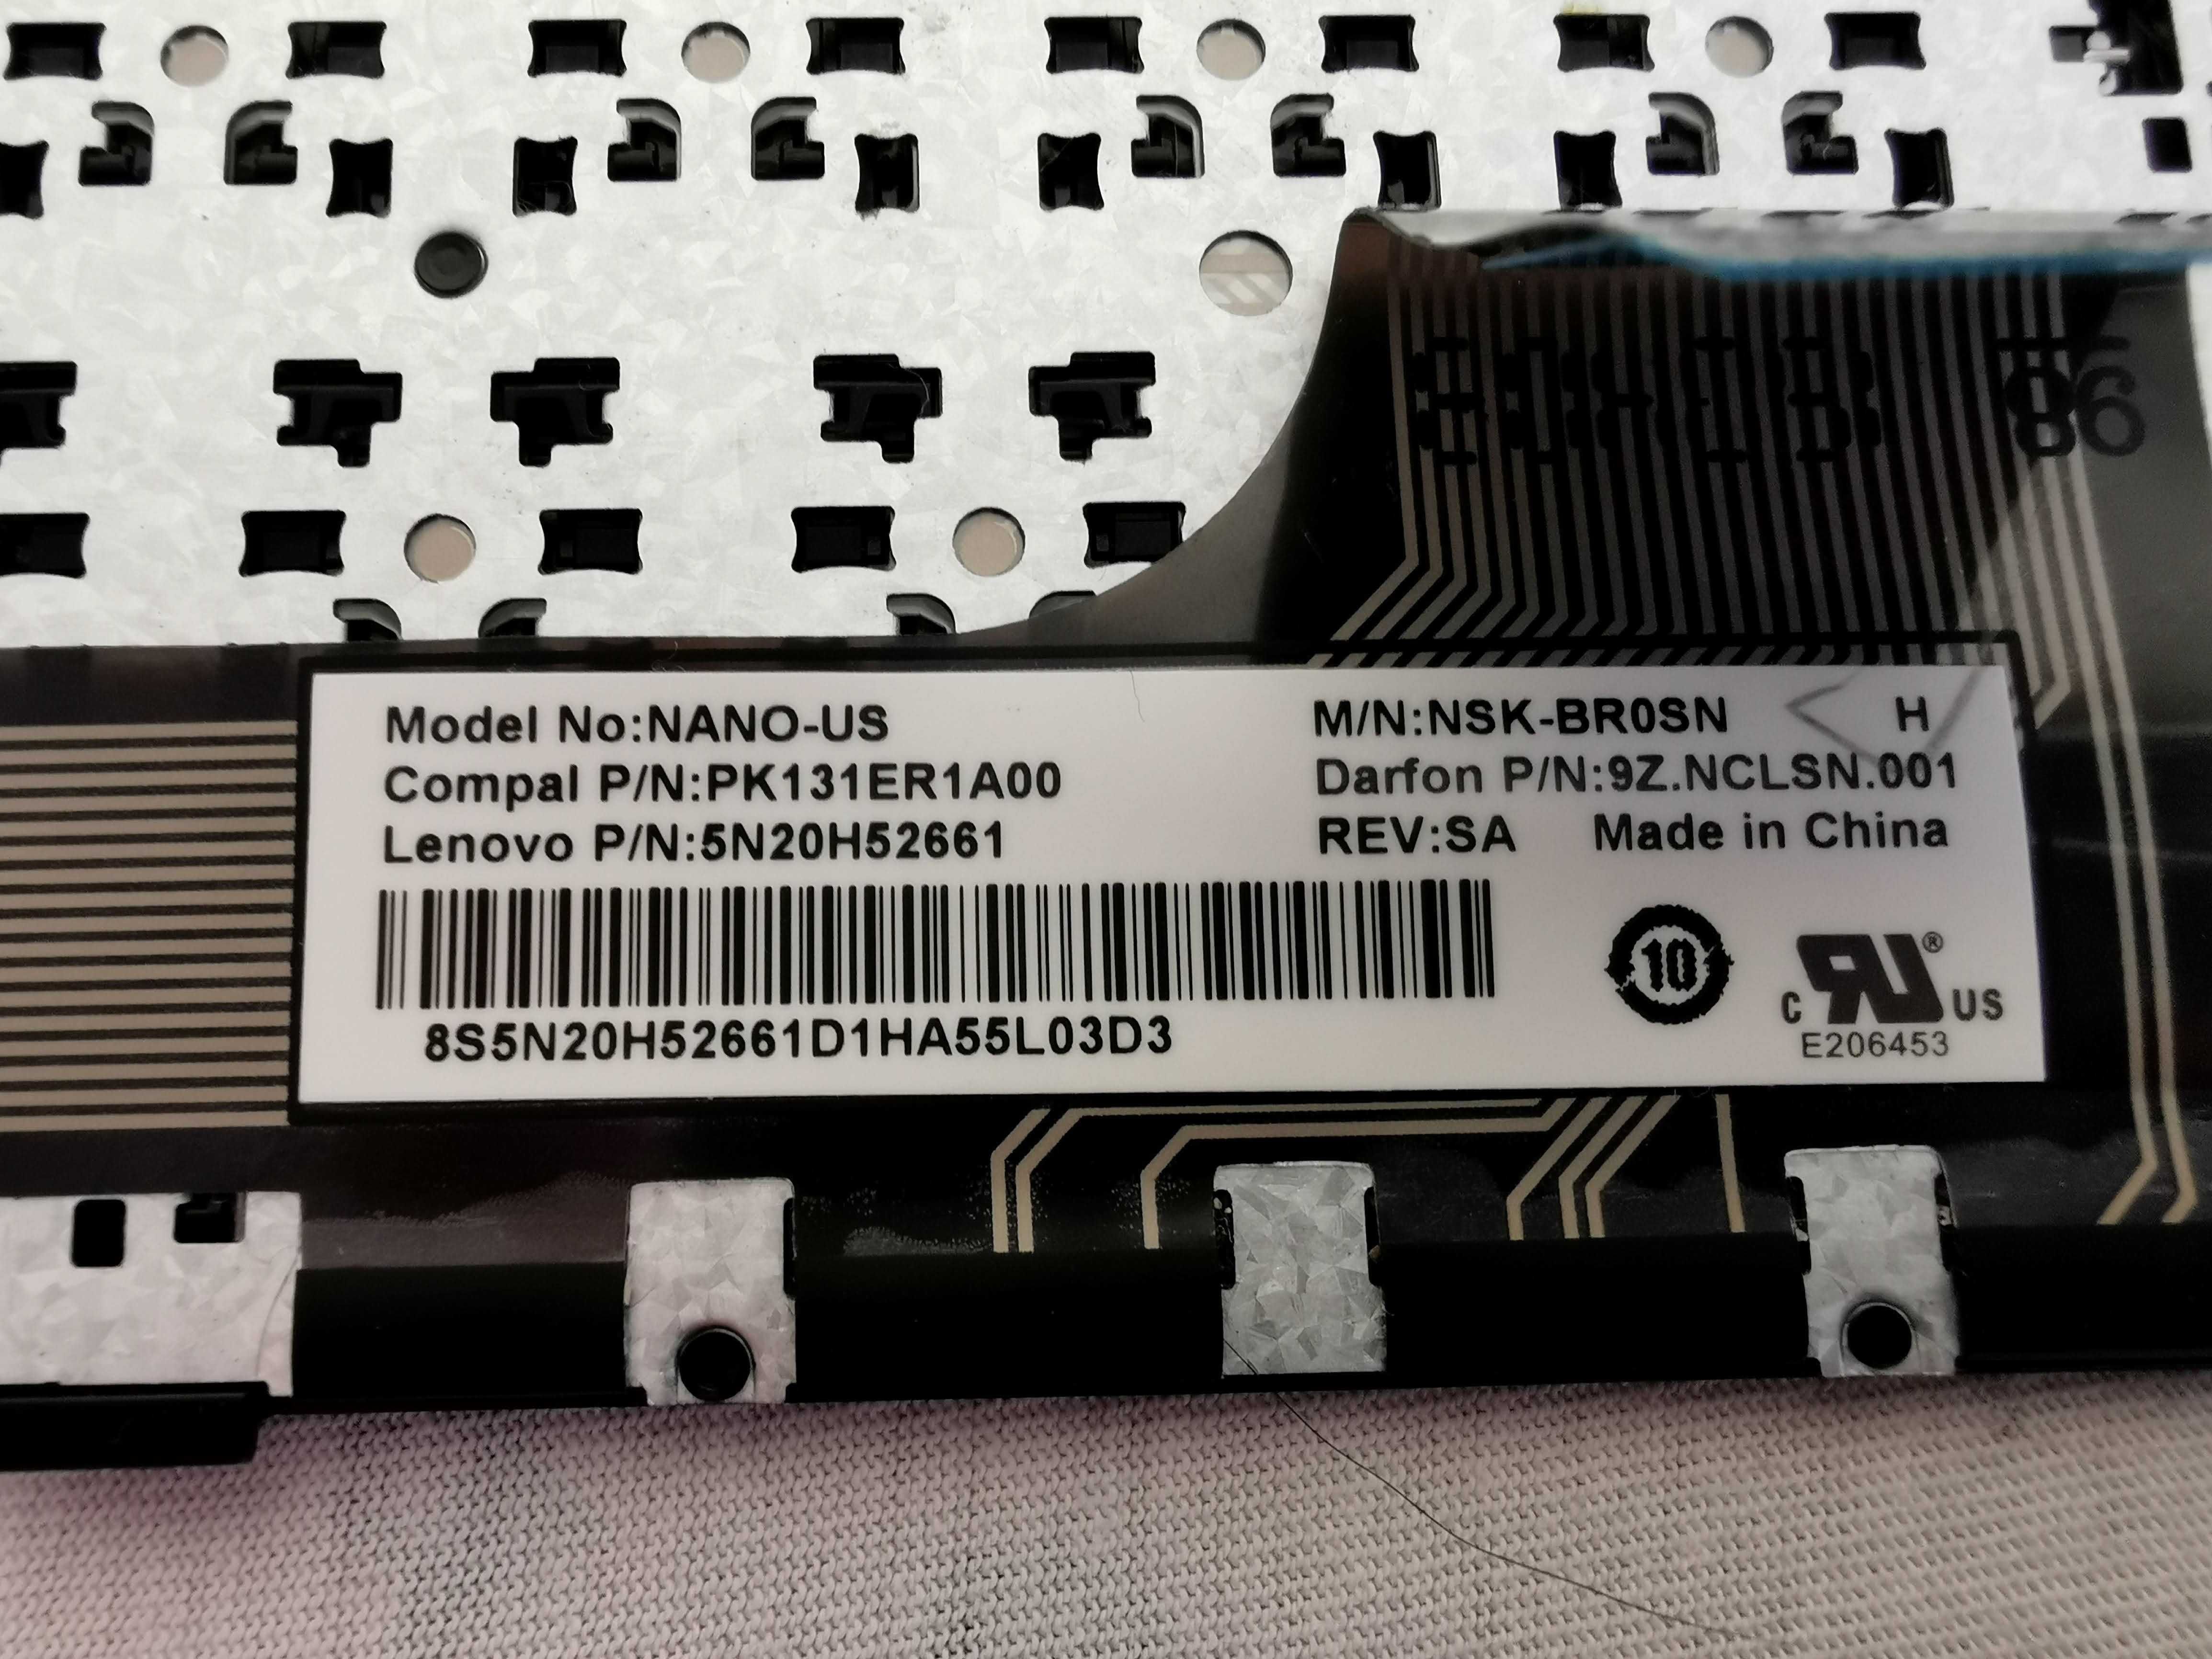 86
Model No:NANO-US
M/N:NSK-BR0SN H
Compal P/N:PK131ER1A00
Darfon P/N:9Z.NCLSN.001
Lenovo P/N:5N20H52661
REV:SA Made in China
10
8S5N20H52661D1HA55L03D3
c RU ® US
E206453